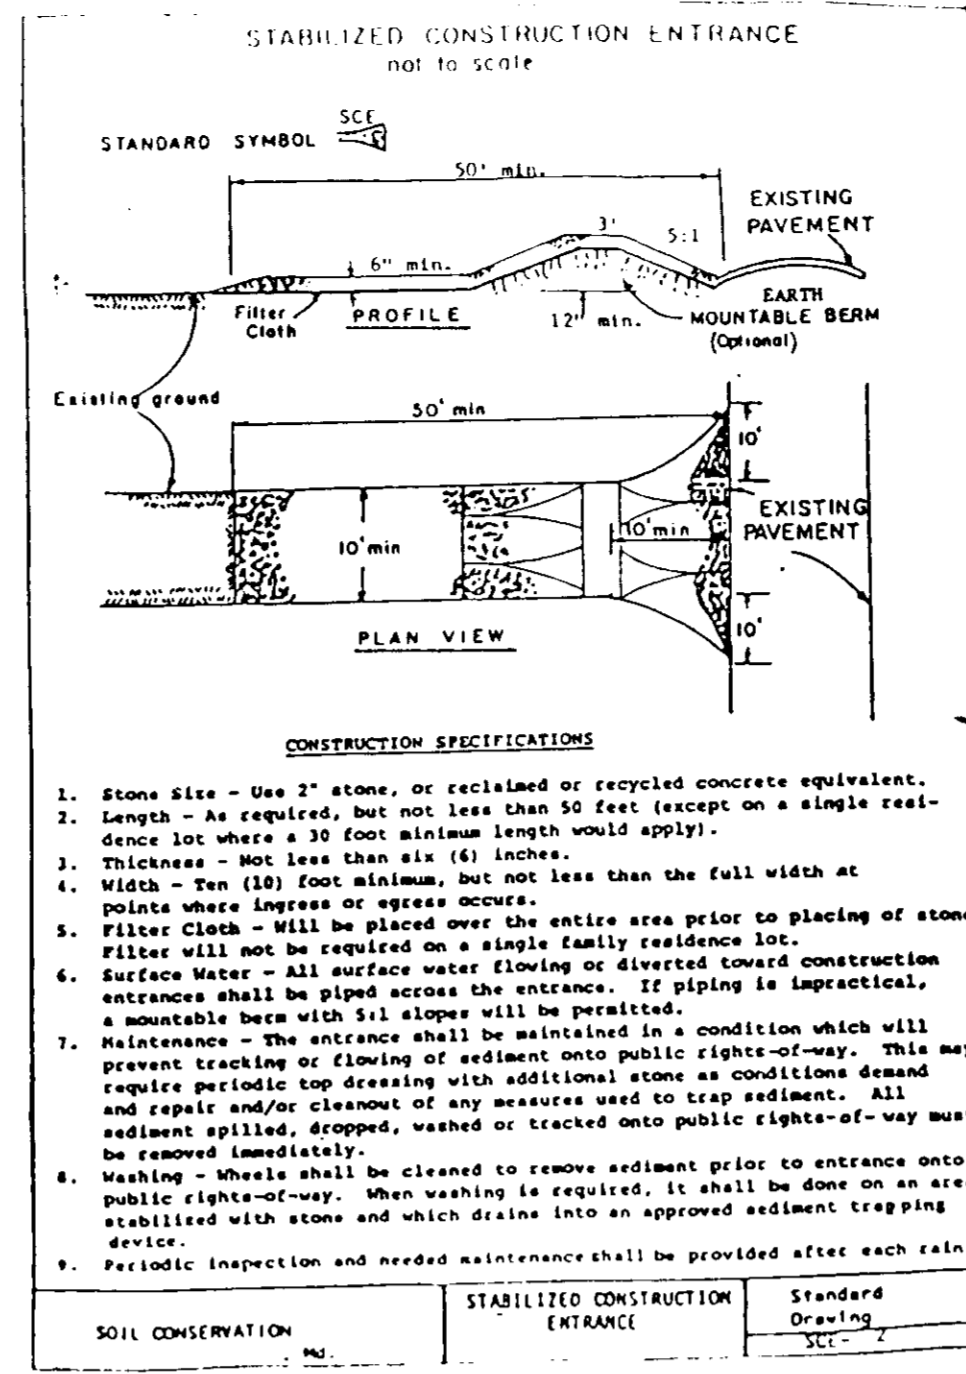 STABILIZED CONSTRUCTION ENTRANCE
not to scale
SCE
STANDARD SYMBOL
50' min.
EXISTING
PAVEMENT
3'
5:1
6" min.
Filter
Cloth
PROFILE
12" min.
EARTH
MOUNTABLE BERM
(Optional)
Existing ground
50' min
10'
EXISTING
PAVEMENT
10' min
10' min
10'
PLAN VIEW
CONSTRUCTION SPECIFICATIONS
1. Stone Size - Use 2" stone, or reclaimed or recycled concrete equivalent.
2. Length - As required, but not less than 50 feet (except on a single resi-
dence lot where a 30 foot minimum length would apply).
3. Thickness - Not less than six (6) inches.
4. Width - Ten (10) foot minimum, but not less than the full width at
points where ingress or egress occurs.
5. Filter Cloth - Will be placed over the entire area prior to placing of stone
Filter will not be required on a single family residence lot.
6. Surface Water - All surface water flowing or diverted toward construction
entrances shall be piped across the entrance. If piping is impractical,
a mountable berm with 5:1 slopes will be permitted.
7. Maintenance - The entrance shall be maintained in a condition which will
prevent tracking or flowing of sediment onto public rights-of-way. This may
require periodic top dressing with additional stone as conditions demand
and repair and/or cleanout of any measures used to trap sediment. All
sediment spilled, dropped, washed or tracked onto public rights-of-way mus
be removed immediately.
8. Washing - Wheels shall be cleaned to remove sediment prior to entrance onto
public rights-of-way. When washing is required, it shall be done on an are
stabilized with stone and which drains into an approved sediment trapping
device.
9. Periodic inspection and needed maintenance shall be provided after each rain
SOIL CONSERVATION
Md.
STABILIZED CONSTRUCTION
ENTRANCE
Standard
Drawing
SCE- 2